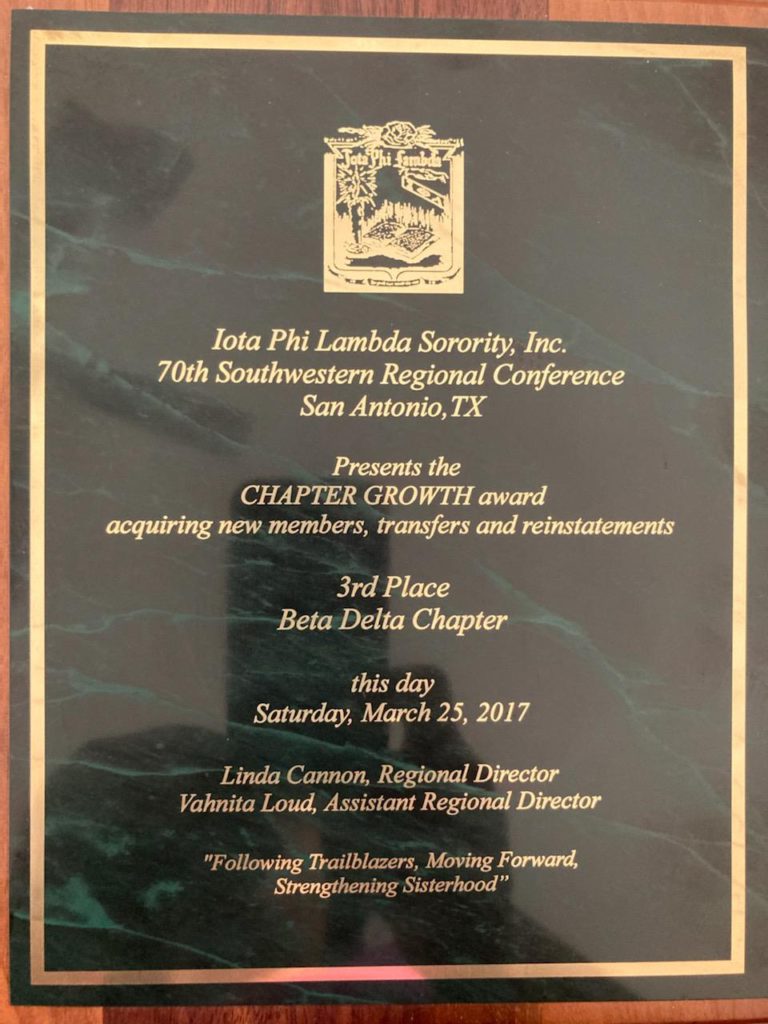 Iota Phi Lambda
Iota Phi Lambda Sorority, Inc.
70th Southwestern Regional Conference
San Antonio,TX
Presents the
CHAPTER GROWTH award
acquiring new members, transfers and reinstatements
3rd Place
Beta Delta Chapter
this day
Saturday, March 25, 2017
Linda Cannon, Regional Director
Vahnita Loud, Assistant Regional Director
"Following Trailblazers, Moving Forward,
Strengthening Sisterhood”